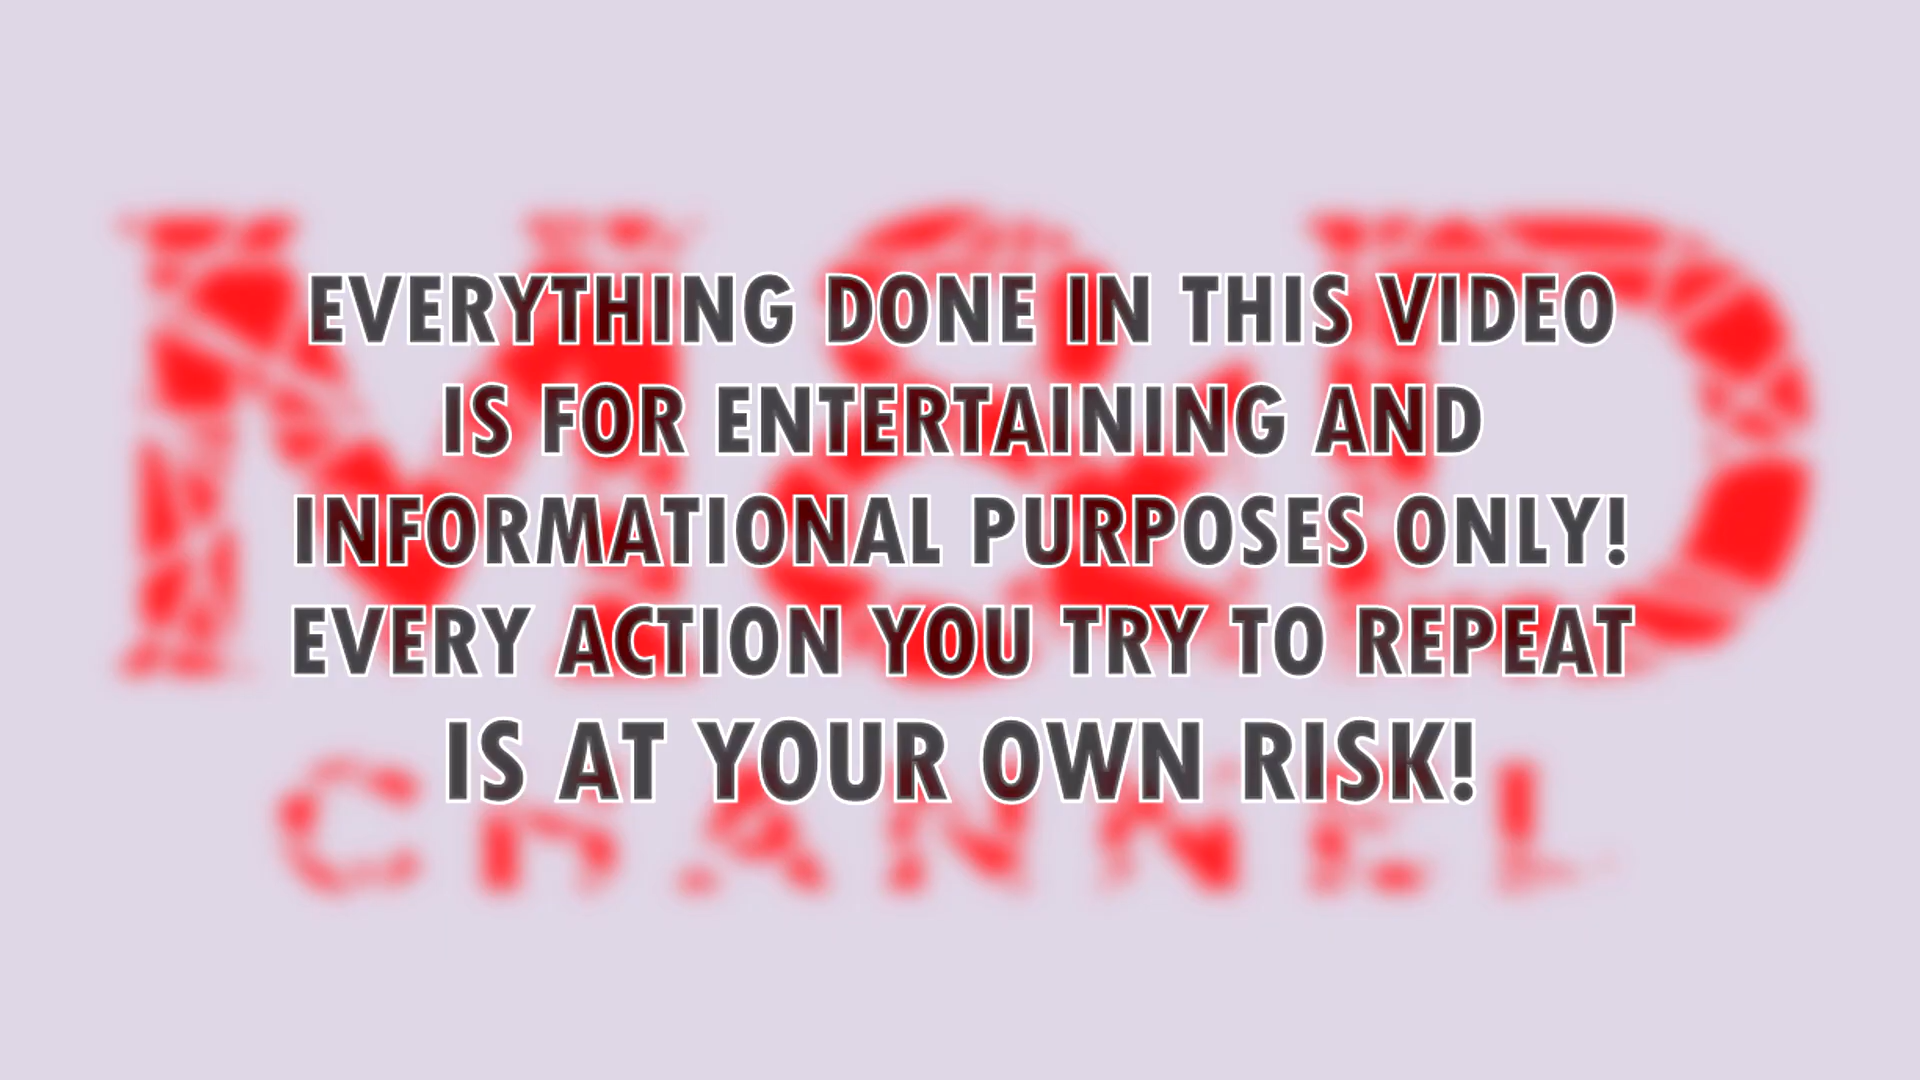 M&D
CHANNEL
EVERYTHING DONE IN THIS VIDEO
IS FOR ENTERTAINING AND
INFORMATIONAL PURPOSES ONLY!
EVERY ACTION YOU TRY TO REPEAT
IS AT YOUR OWN RISK!